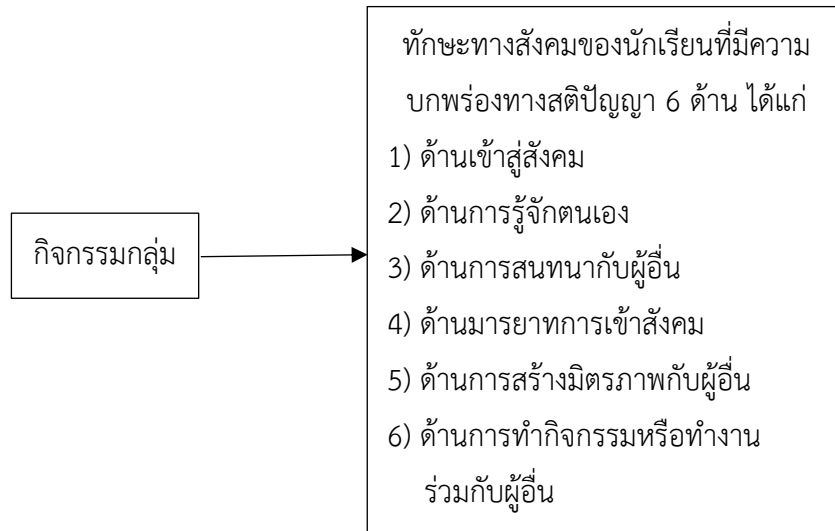 กิจกรรมกลุ่ม
ทักษะทางสังคมของนักเรียนที่มีความ
บกพร่องทางสติปัญญา 6 ด้าน ได้แก่
1) ด้านเข้าสู่สังคม
2) ด้านการรู้จักตนเอง
3) ด้านการสนทนากับผู้อื่น
4) ด้านมารยาทการเข้าสังคม
5) ด้านการสร้างมิตรภาพกับผู้อื่น
6) ด้านการทำกิจกรรมหรือทำงาน
ร่วมกับผู้อื่น